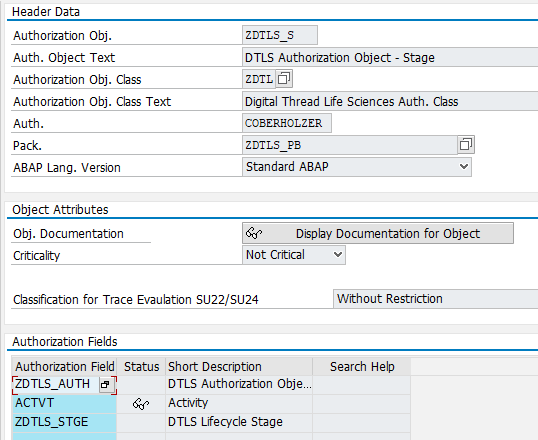 Header Data
Authorization Obj. ZDTLS_S
Auth. Object Text DTLS Authorization Object - Stage
Authorization Obj. Class ZDTL
Authorization Obj. Class Text Digital Thread Life Sciences Auth. Class
Auth. COBERHOLZER
Pack. ZDTLS_PB
ABAP Lang. Version Standard ABAP
Object Attributes
Obj. Documentation Display Documentation for Object
Criticality Not Critical
Classification for Trace Evaulation SU22/SU24 Without Restriction
Authorization Fields
Authorization Field Status Short Description Search Help
ZDTLS_AUTH DTLS Authorization Obje...
ACTVT Activity
ZDTLS_STGE DTLS Lifecycle Stage